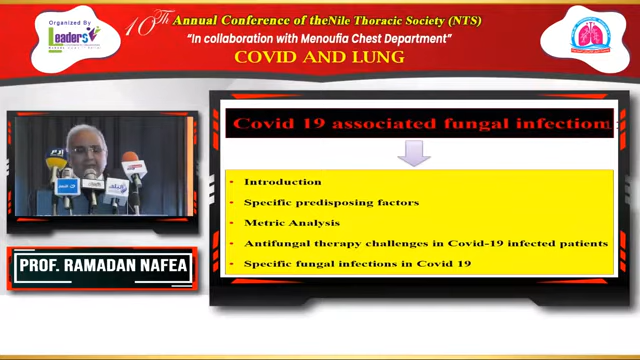 Organized By
Leaders
10Th Annual Conference of theNile Thoracic Society (NTS)
“In collaboration with Menoufia Chest Department”
COVID AND LUNG
Covid 19 associated fungal infection
• Introduction
• Specific predisposing factors
• Metric Analysis
• Antifungal therapy challenges in Covid-19 infected patients
• Specific fungal infections in Covid 19
PROF. RAMADAN NAFEA